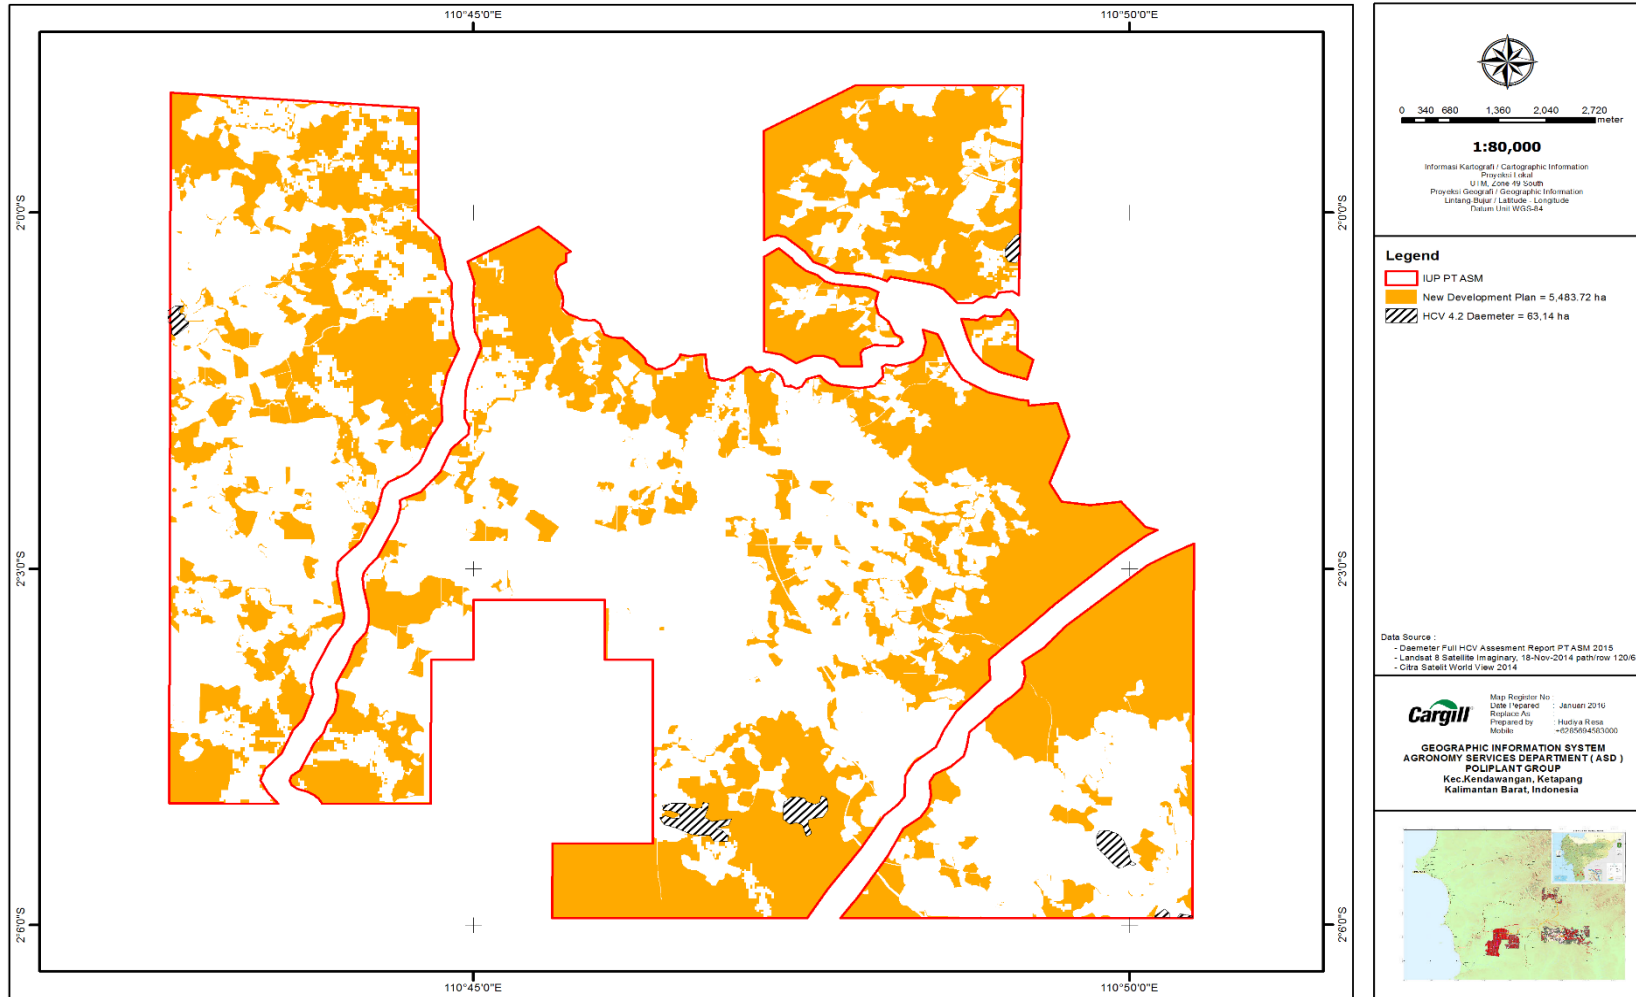 110°45'0"E
110°50'0"E
2°0'0"S
2°0'0"S
2°3'0"S
2°3'0"S
2°6'0"S
2°6'0"S
110°45'0"E
110°50'0"E
0 340 680 1,360 2,040 2,720
meter
1:80,000
Informasi Kartografi / Cartographic Information
Proyeksi Lokal
UTM, Zone 49 South
Proyeksi Geografi / Geographic Information
Lintang-Bujur / Latitude - Longitude
Datum Unit WGS-84
Legend
IUP PT ASM
New Development Plan = 5,483.72 ha
HCV 4.2 Daemeter = 63,14 ha
Data Source :
- Daemeter Full HCV Assesment Report PT ASM 2015
- Landsat 8 Satellite Imaginary, 18-Nov-2014 path/row 120/6
- Citra Satelit World View 2014
Cargill
Map Register No :
Date Prepared : Januari 2016
Replace As :
Prepared by : Hudiya Resa
Mobile :
GEOGRAPHIC INFORMATION SYSTEM
AGRONOMY SERVICES DEPARTMENT ( ASD )
POLIPLANT GROUP
Kec.Kendawangan, Ketapang
Kalimantan Barat, Indonesia